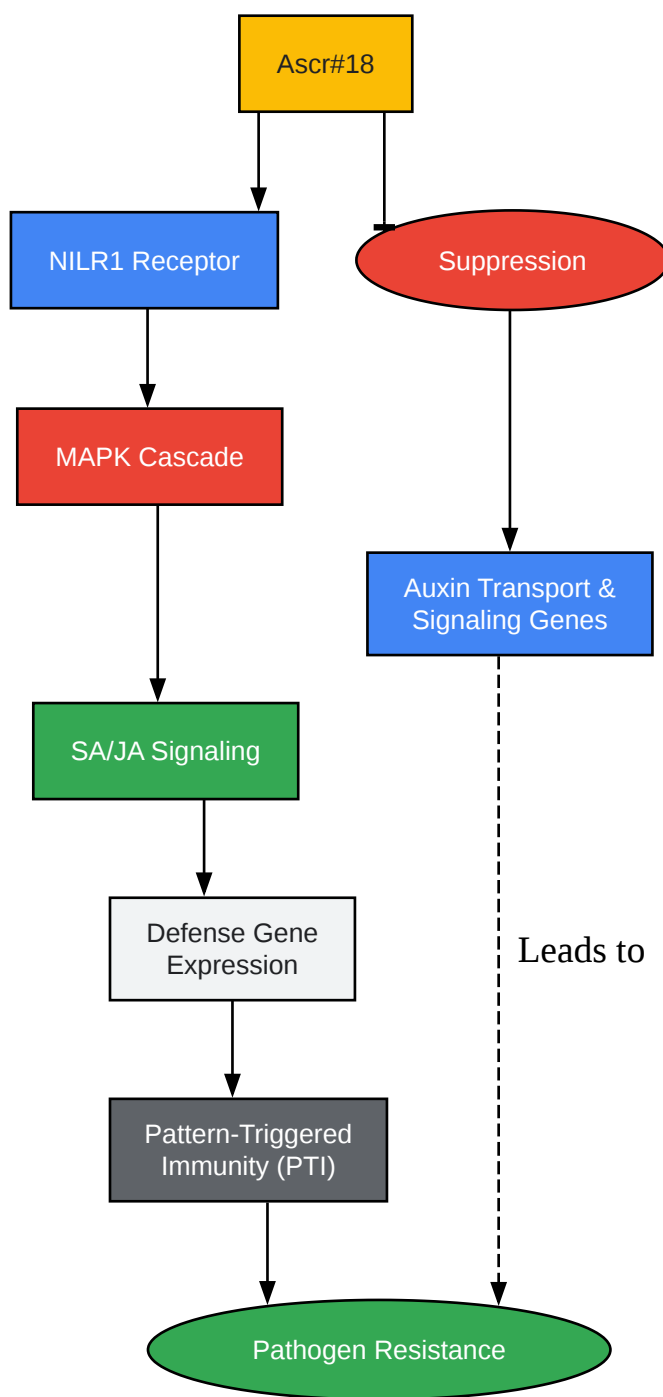 Ascr#18
NILR1 Receptor
Suppression
MAPK Cascade
Auxin Transport &
Signaling Genes
SA/JA Signaling
Defense Gene
Expression
Leads to
Pattern-Triggered
Immunity (PTI)
Pathogen Resistance